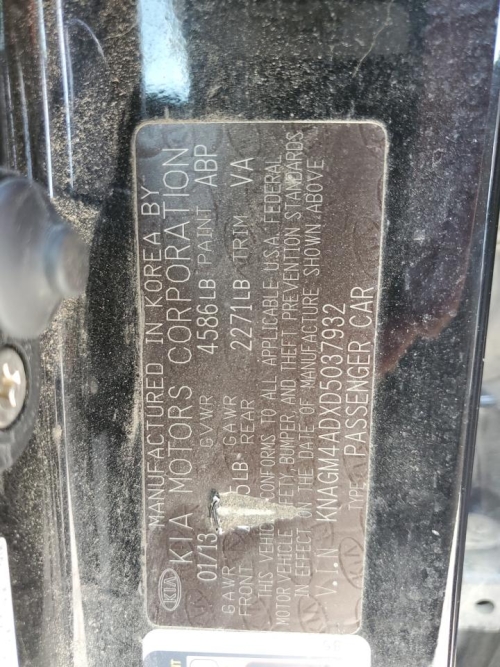 MANUFACTURED IN KOREA BY
KIA KIA MOTORS CORPORATION
01/13 GVWR 4586LB PAINT ABP
GAWR FRONT 5LB GAWR REAR 2271LB TRIM VA
THIS VEHICLE CONFORMS TO ALL APPLICABLE U.S.A. FEDERAL
MOTOR VEHICLE SAFETY, BUMPER, AND THEFT PREVENTION STANDARDS
IN EFFECT ON THE DATE OF MANUFACTURE SHOWN ABOVE
V.I.N KNAGM4ADXD5037932
TYPE: PASSENGER CAR